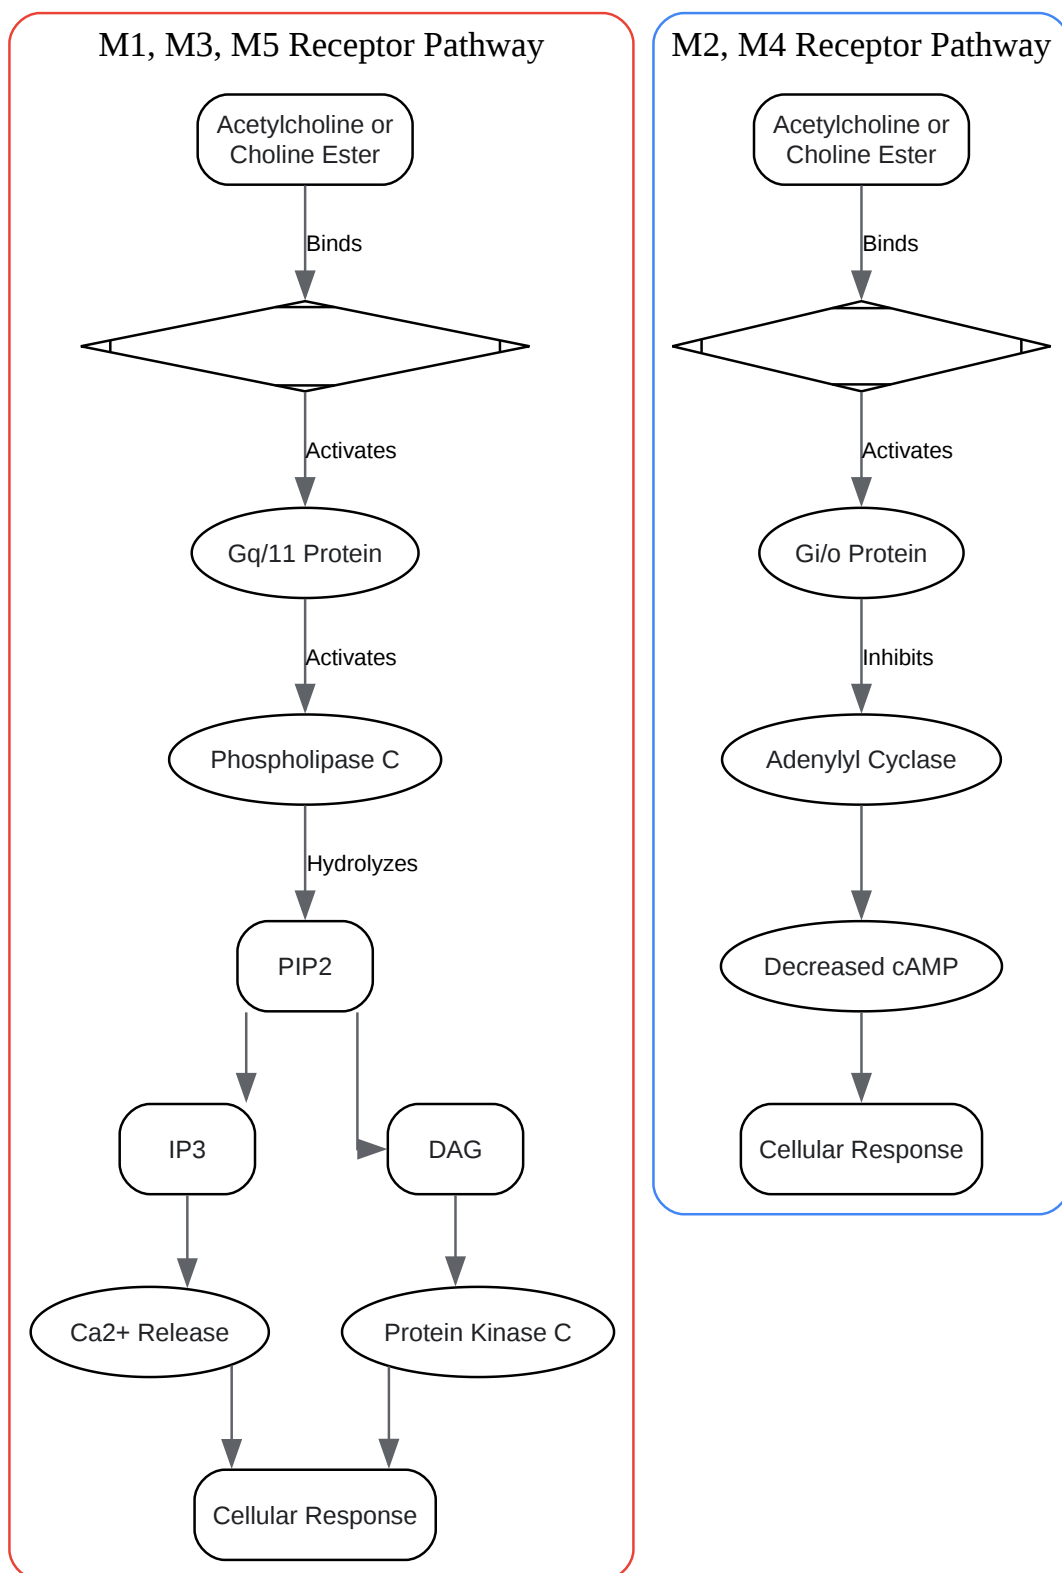 M1, M3, M5 Receptor Pathway
Acetylcholine or
Choline Ester
Binds
Activates
Gq/11 Protein
Activates
Phospholipase C
Hydrolyzes
PIP2
IP3
DAG
Ca2+ Release
Protein Kinase C
Cellular Response
M2, M4 Receptor Pathway
Acetylcholine or
Choline Ester
Binds
Activates
Gi/o Protein
Inhibits
Adenylyl Cyclase
Decreased cAMP
Cellular Response